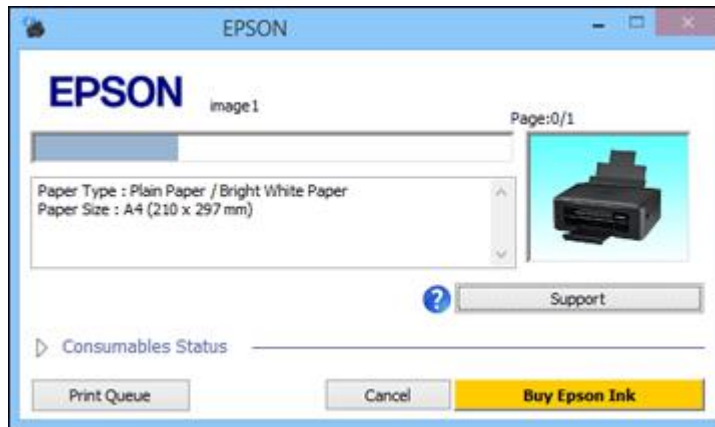 EPSON
EPSON
image1
Page:0/1
Paper Type : Plain Paper / Bright White Paper
Paper Size : A4 (210 x 297 mm)
?
Support
Consumables Status
Print Queue
Cancel
Buy Epson Ink